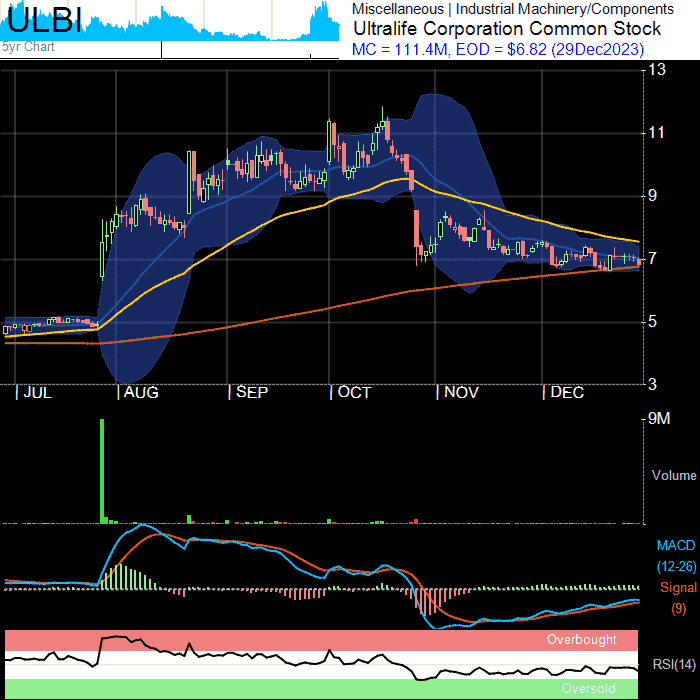 ULBI
5yr Chart
Miscellaneous | Industrial Machinery/Components
Ultralife Corporation Common Stock
MC = 111.4M, EOD = $6.82 (29Dec2023)
13
11
9
7
5
3
| JUL | AUG | SEP | OCT | NOV | DEC
9M
Volume
MACD
(12-26)
Signal
(9)
Overbought
RSI(14)
Oversold